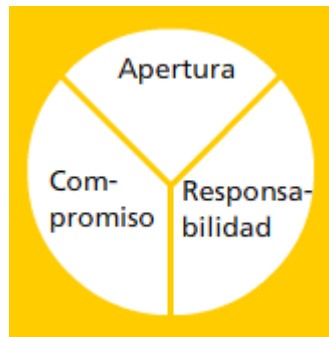 Apertura
Com-
promiso
Responsa-
bilidad